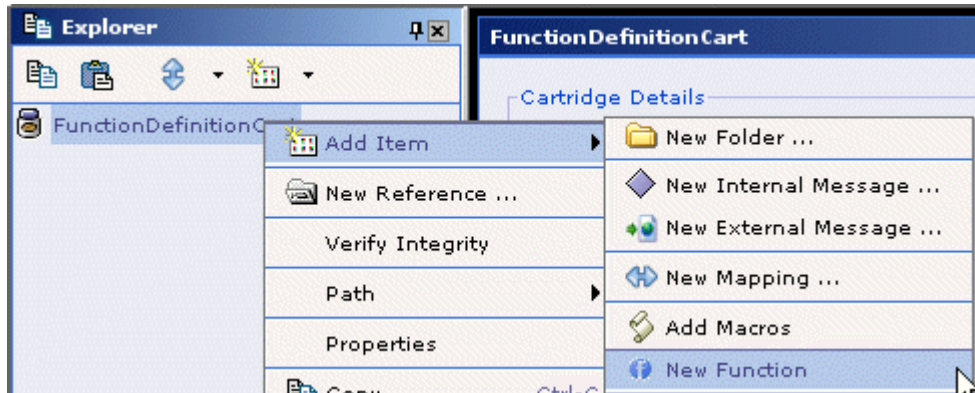 Explorer
FunctionDefinitionCart
Cartridge Details
Add Item
New Reference ...
Verify Integrity
Path
Properties
New Folder ...
New Internal Message ...
New External Message ...
New Mapping ...
Add Macros
New Function